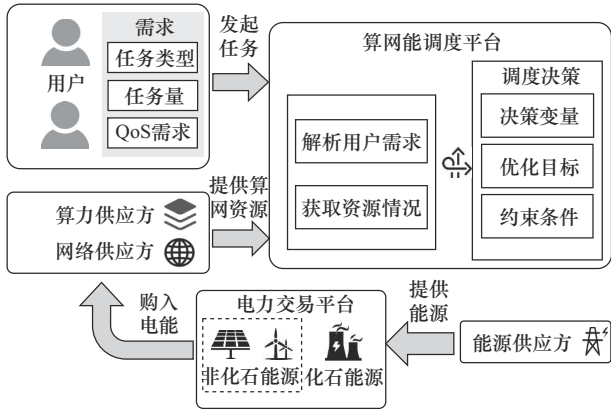 需求
任务类型
任务量
QoS需求
用户
发起
任务
算网能调度平台
解析用户需求
获取资源情况
调度决策
决策变量
优化目标
约束条件
算力供应方
网络供应方
提供算
网资源
购入
电能
电力交易平台
非化石能源
化石能源
提供
能源
能源供应方